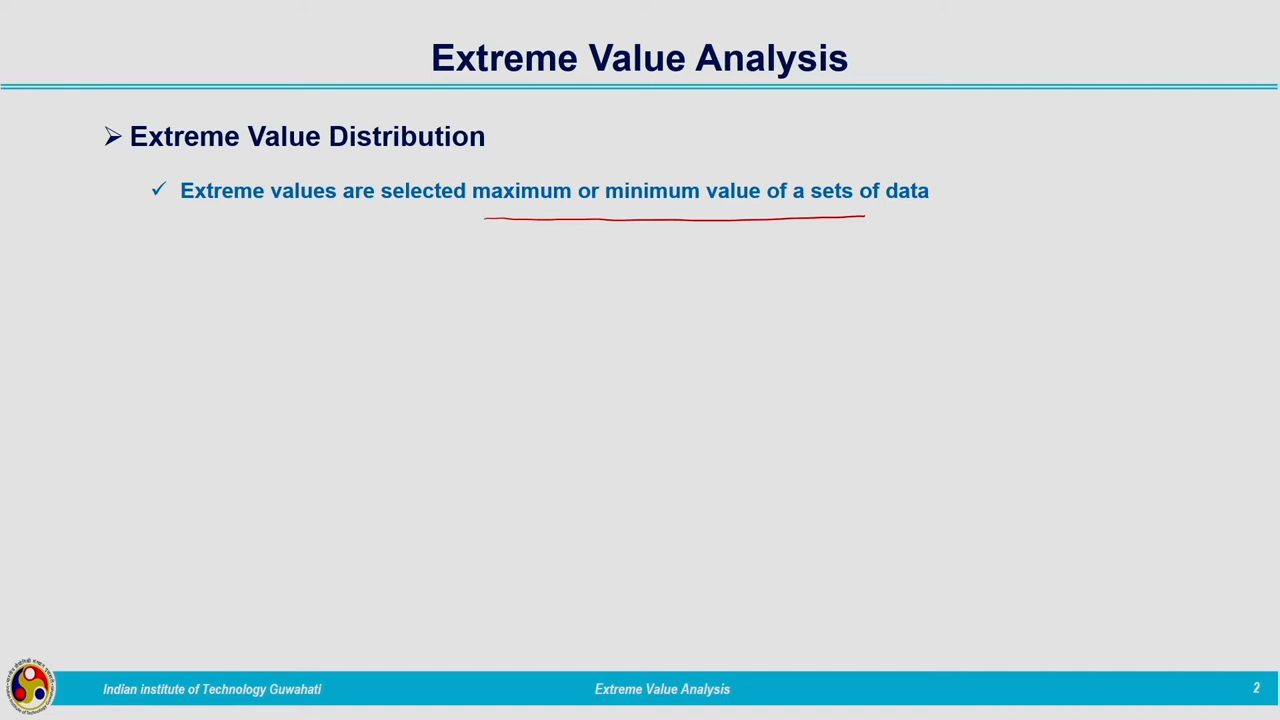 Extreme Value Analysis
Extreme Value Distribution
Extreme values are selected maximum or minimum value of a sets of data
Indian institute of Technology Guwahati
Extreme Value Analysis
2